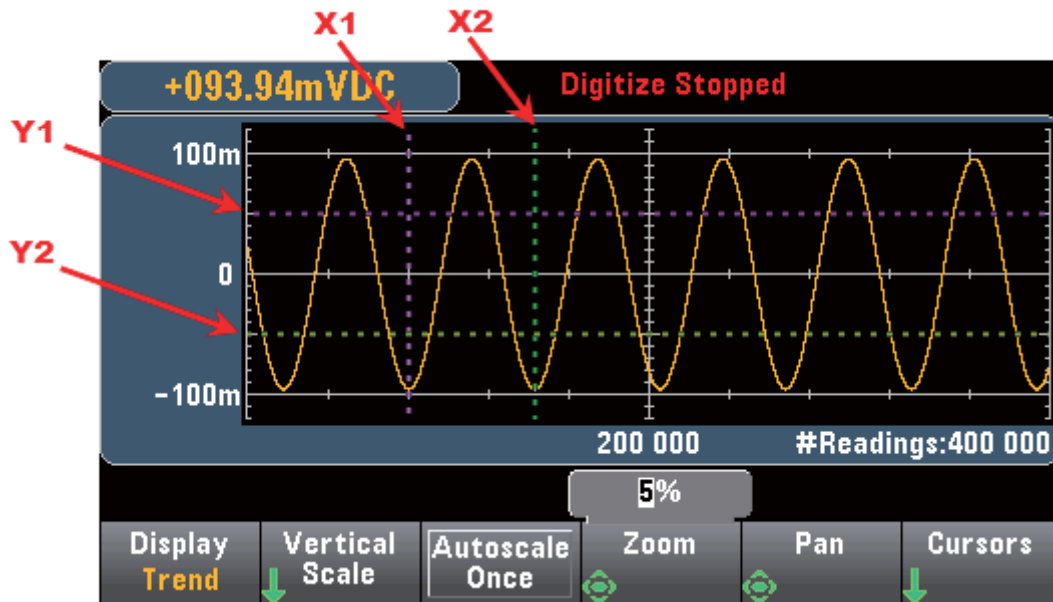 X1
X2
+093.94mVDC
Digitize Stopped
Y1
100m
Y2
0
-100m
200 000
#Readings:400 000
5%
Display
Trend
Vertical
Scale
Autoscale
Once
Zoom
Pan
Cursors